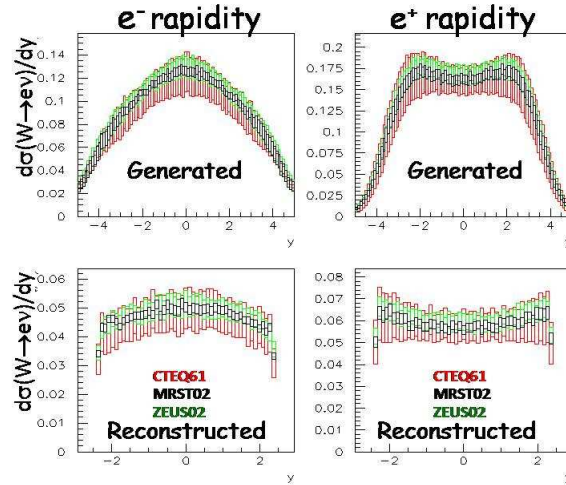 e⁻ rapidity
e⁺ rapidity
dσ(W→eν)/dy
0.14
0.12
0.1
0.08
0.06
0.04
0.02
0
Generated
−4 −2 0 2 4
y
0.2
0.175
0.15
0.125
0.1
0.075
0.05
0.025
0
Generated
−4 −2 0 2 4
y
dσ(W→eν)/dy
0.06
0.05
0.04
0.03
0.02
0.01
0
CTEQ61
MRST02
ZEUS02
Reconstructed
−2 0 2
y
0.08
0.07
0.06
0.05
0.04
0.03
0.02
0.01
0
CTEQ61
MRST02
ZEUS02
Reconstructed
−2 0 2
y